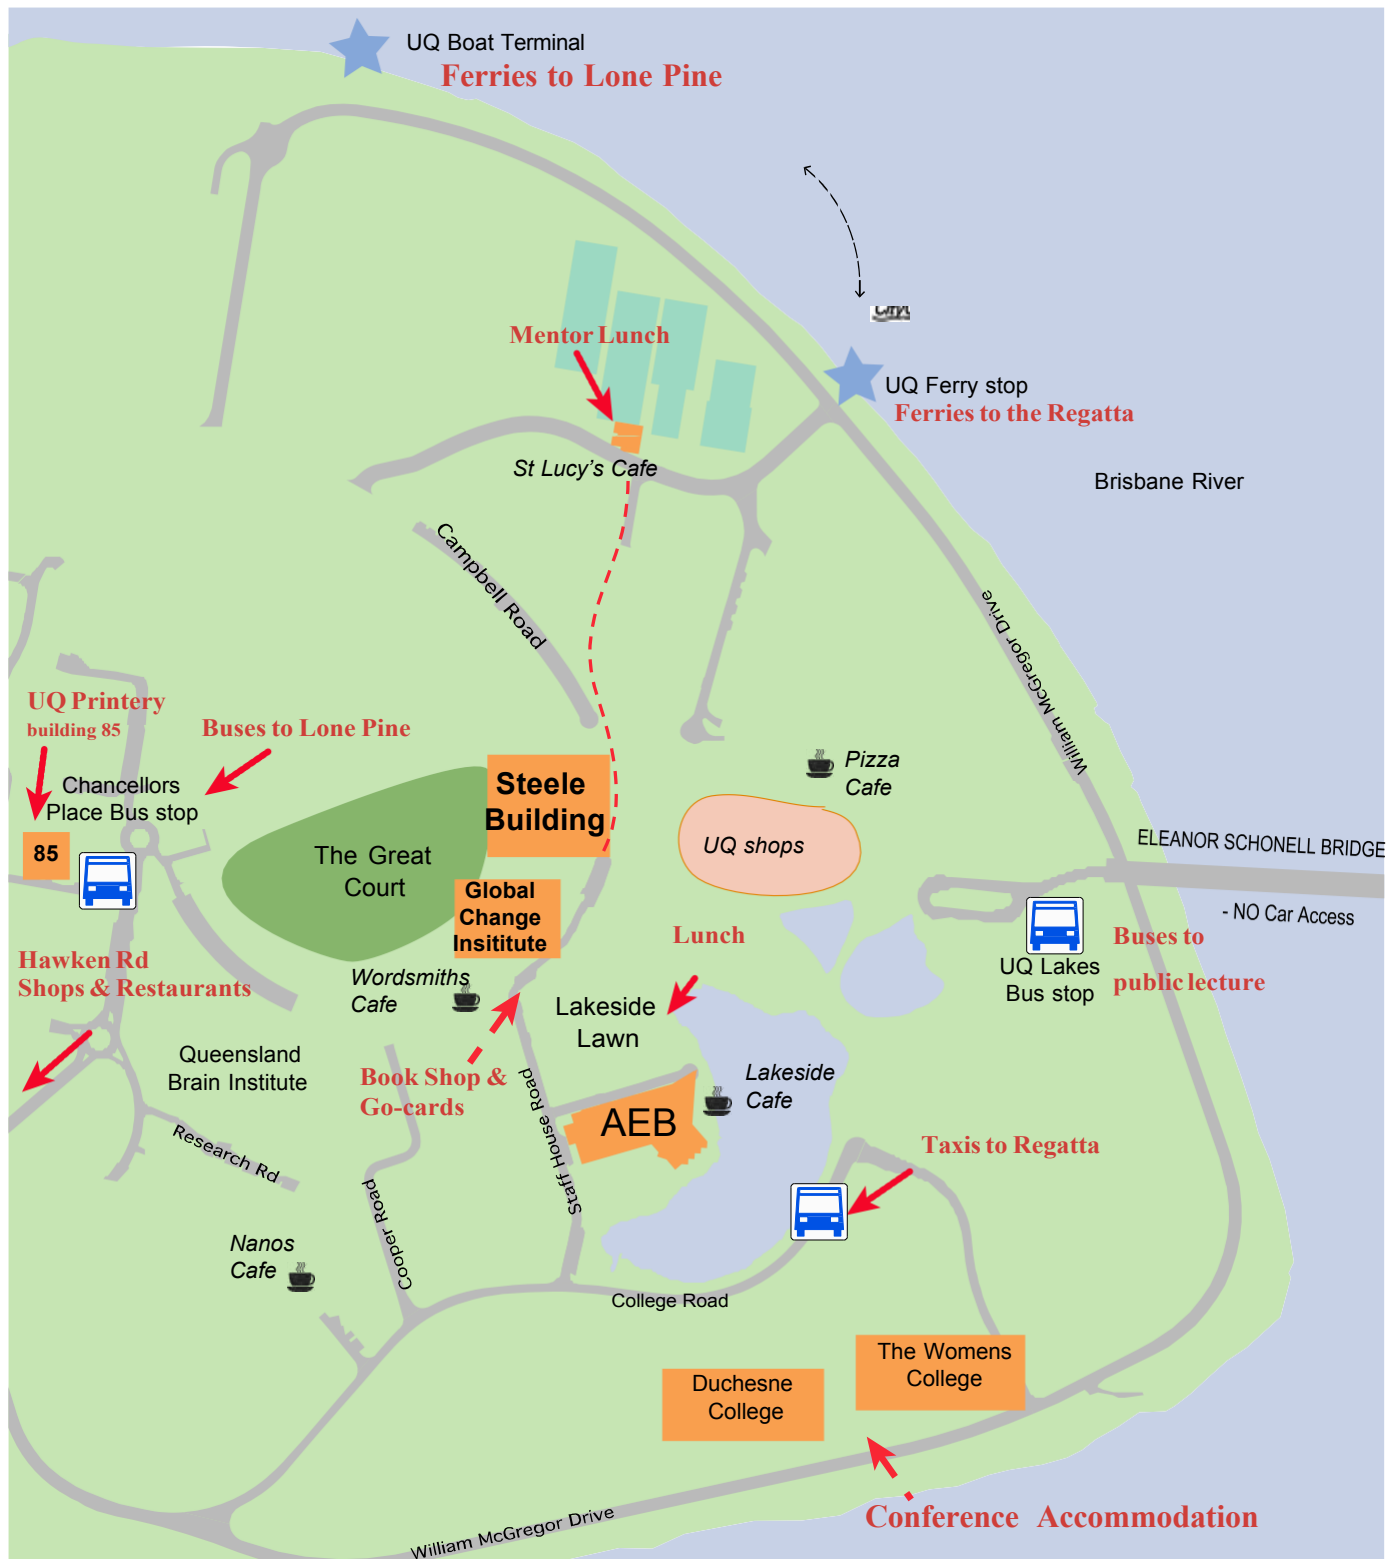 UQ Boat Terminal
Ferries to Lone Pine
Mentor Lunch
UQ Ferry stop
Ferries to the Regatta
St Lucy's Cafe
Brisbane River
Campbell Road
William McGregor Drive
UQ Printery
building 85
Buses to Lone Pine
Chancellors
Place Bus stop
85
Steele
Building
Pizza
Cafe
The Great
Court
UQ shops
ELEANOR SCHONELL BRIDGE
- NO Car Access
Global
Change
Insititute
Lunch
Buses to
public lecture
UQ Lakes
Bus stop
Hawken Rd
Shops & Restaurants
Wordsmiths
Cafe
Lakeside
Lawn
Queensland
Brain Institute
Book Shop &
Go-cards
Lakeside
Cafe
AEB
Staff House Road
Research Rd
Taxis to Regatta
Cooper Road
Nanos
Cafe
College Road
The Womens
College
Duchesne
College
Conference Accommodation
William McGregor Drive